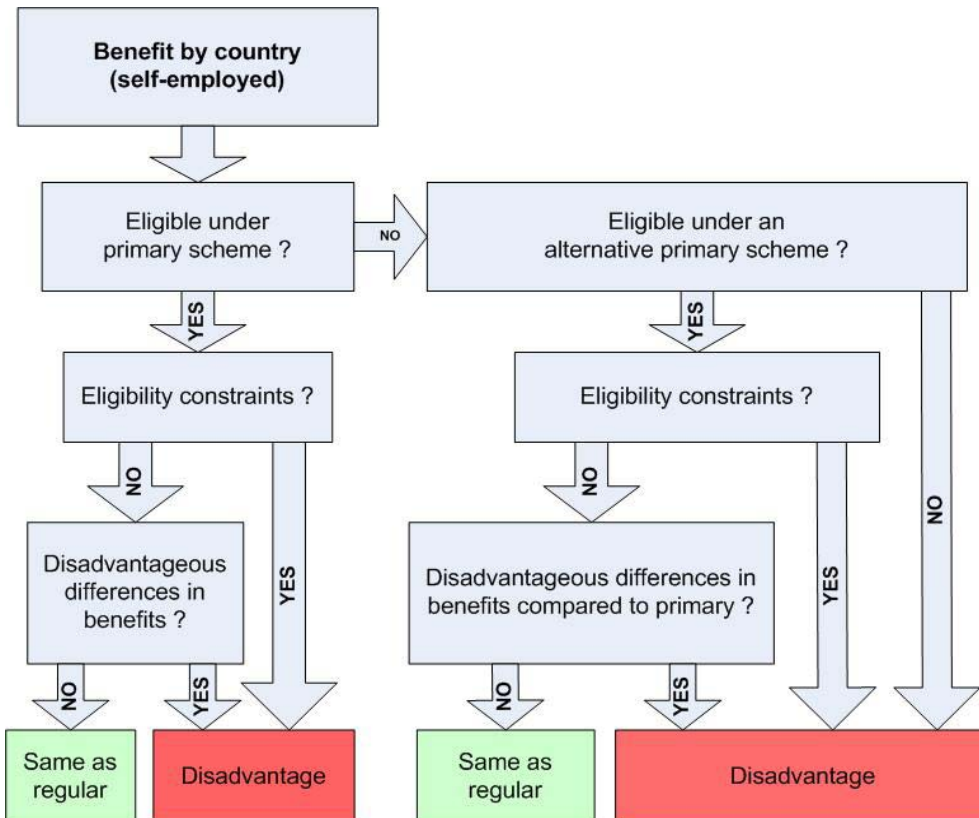 Benefit by country
(self-employed)
Eligible under
primary scheme ?
NO
Eligible under an
alternative primary scheme ?
YES
YES
Eligibility constraints ?
Eligibility constraints ?
NO
YES
NO
YES
NO
Disadvantageous
differences in
benefits ?
Disadvantageous differences in
benefits compared to primary ?
NO
YES
NO
YES
Same as
regular
Disadvantage
Same as
regular
Disadvantage